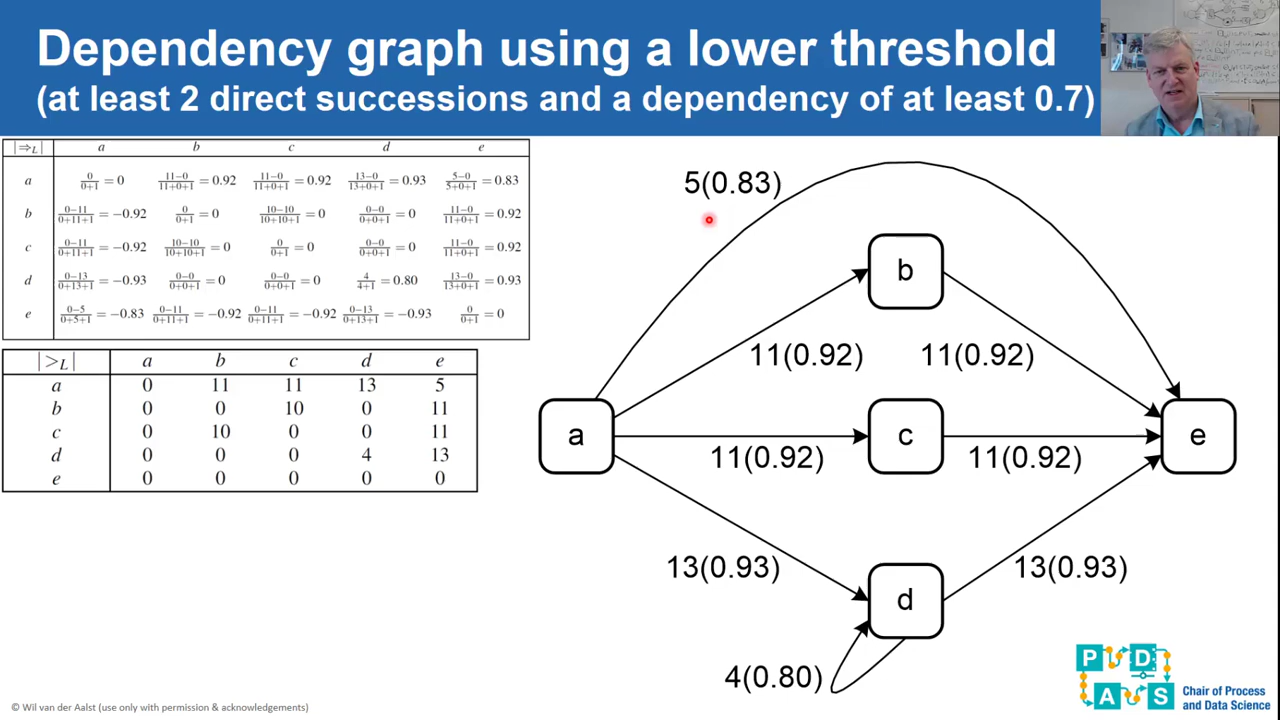 Dependency graph using a lower threshold
(at least 2 direct successions and a dependency of at least 0.7)
|⇒L| a b c d e
a 0/0+1 = 0 11−0/11+0+1 = 0.92 11−0/11+0+1 = 0.92 13−0/13+0+1 = 0.93 5−0/5+0+1 = 0.83
b 0−11/0+11+1 = −0.92 0/0+1 = 0 10−10/10+10+1 = 0 0−0/0+0+1 = 0 11−0/11+0+1 = 0.92
c 0−11/0+11+1 = −0.92 10−10/10+10+1 = 0 0/0+1 = 0 0−0/0+0+1 = 0 11−0/11+0+1 = 0.92
d 0−13/0+13+1 = −0.93 0−0/0+0+1 = 0 0−0/0+0+1 = 0 4/4+1 = 0.80 13−0/13+0+1 = 0.93
e 0−5/0+5+1 = −0.83 0−11/0+11+1 = −0.92 0−11/0+11+1 = −0.92 0−13/0+13+1 = −0.93 0/0+1 = 0
|>L| a b c d e
a 0 11 11 13 5
b 0 0 10 0 11
c 0 10 0 0 11
d 0 0 0 4 13
e 0 0 0 0 0
5(0.83)
b
11(0.92) 11(0.92)
a c e
11(0.92) 11(0.92)
13(0.93) 13(0.93)
d
4(0.80)
P D
A S
Chair of Process
and Data Science
© Wil van der Aalst (use only with permission & acknowledgements)